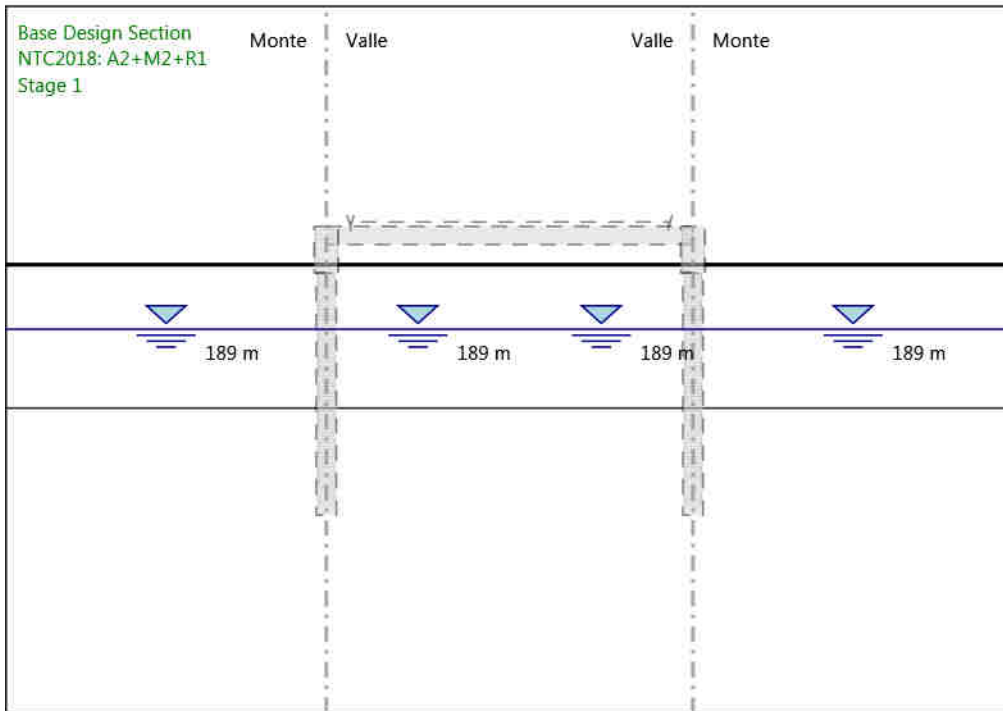 Base Design Section
NTC2018: A2+M2+R1
Stage 1
Monte Valle Valle Monte
189 m 189 m 189 m 189 m